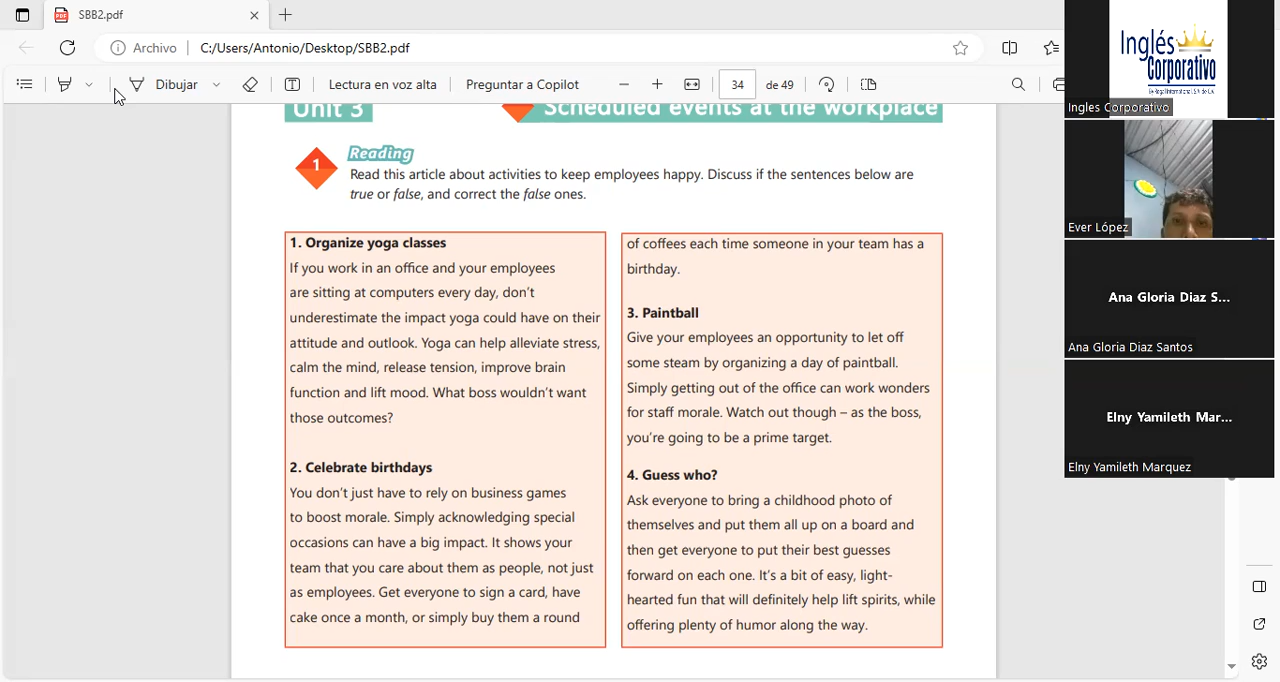 SBB2.pdf
Archivo
C:/Users/Antonio/Desktop/SBB2.pdf
Dibujar
Lectura en voz alta
Preguntar a Copilot
34
de 49
Unit 3
Scheduled events at the workplace
1
Reading
Read this article about activities to keep employees happy. Discuss if the sentences below are
true or false, and correct the false ones.
1. Organize yoga classes
If you work in an office and your employees
are sitting at computers every day, don't
underestimate the impact yoga could have on their
attitude and outlook. Yoga can help alleviate stress,
calm the mind, release tension, improve brain
function and lift mood. What boss wouldn't want
those outcomes?
2. Celebrate birthdays
You don't just have to rely on business games
to boost morale. Simply acknowledging special
occasions can have a big impact. It shows your
team that you care about them as people, not just
as employees. Get everyone to sign a card, have
cake once a month, or simply buy them a round
of coffees each time someone in your team has a
birthday.
3. Paintball
Give your employees an opportunity to let off
some steam by organizing a day of paintball.
Simply getting out of the office can work wonders
for staff morale. Watch out though – as the boss,
you're going to be a prime target.
4. Guess who?
Ask everyone to bring a childhood photo of
themselves and put them all up on a board and
then get everyone to put their best guesses
forward on each one. It's a bit of easy, light-
hearted fun that will definitely help lift spirits, while
offering plenty of humor along the way.
Inglés
Corporativo
Ingles Corporativo
Ever López
Ana Gloria Diaz S...
Ana Gloria Diaz Santos
Elny Yamileth Mar...
Elny Yamileth Marquez